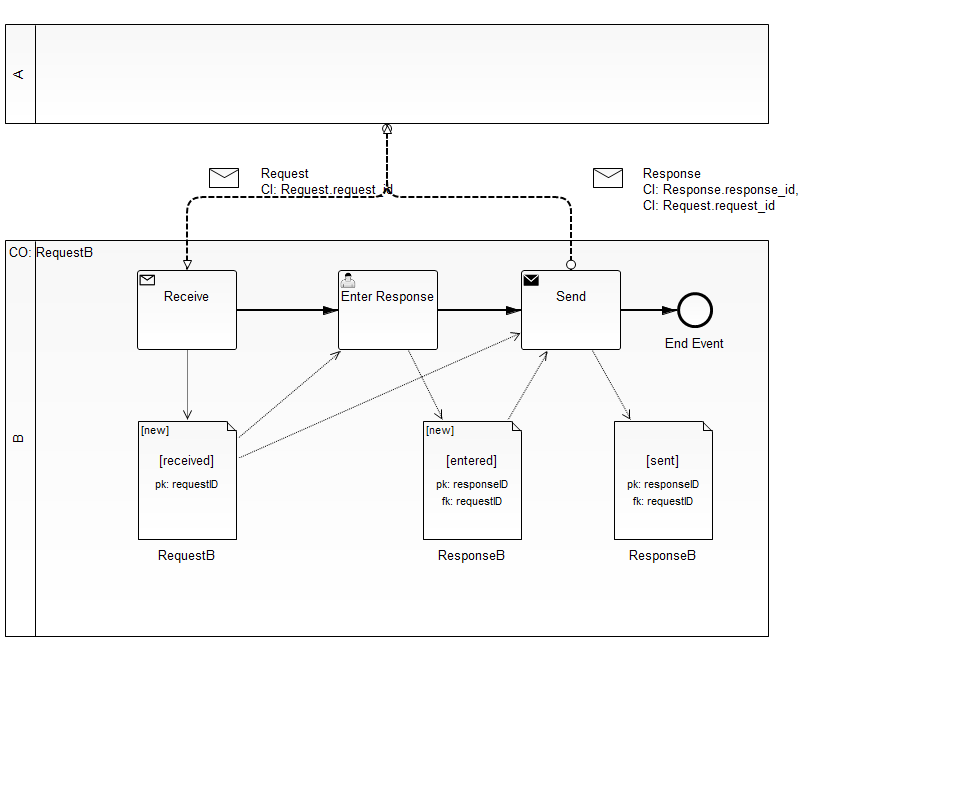 A
Request
CI: Request.request_id
Response
CI: Response.response_id,
CI: Request.request_id
CO: RequestB
B
Receive
Enter Response
Send
End Event
[new]
[received]
pk: requestID
RequestB
[new]
[entered]
pk: responseID
fk: requestID
ResponseB
[sent]
pk: responseID
fk: requestID
ResponseB